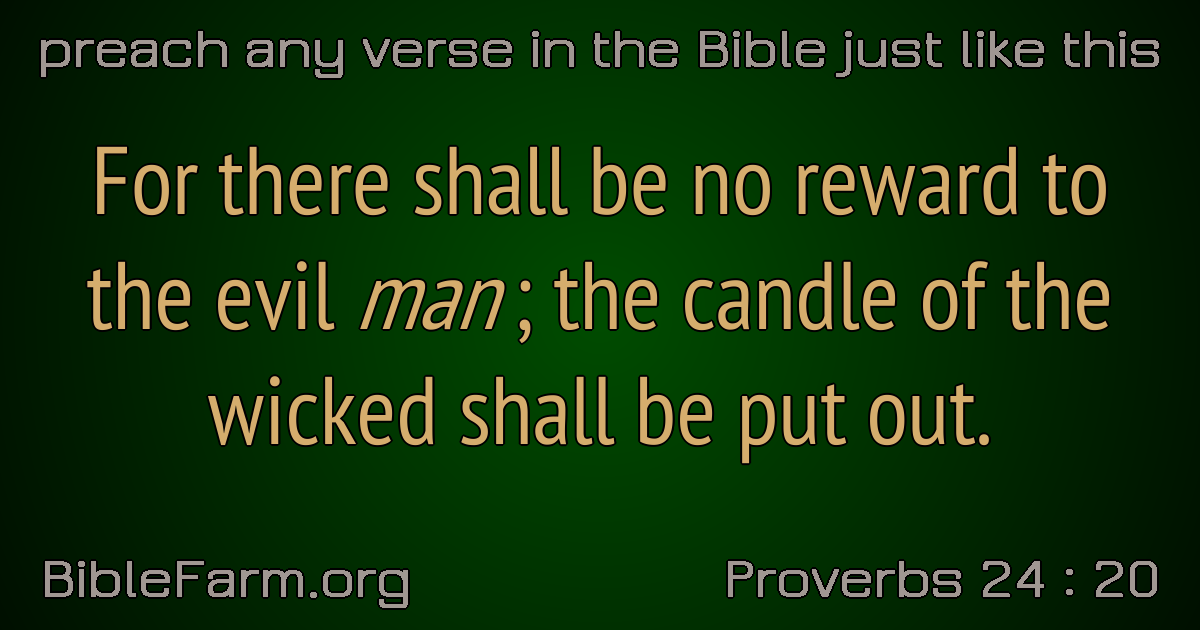 preach any verse in the Bible just like this
For there shall be no reward to
the evil man; the candle of the
wicked shall be put out.
BibleFarm.org
Proverbs 24 : 20